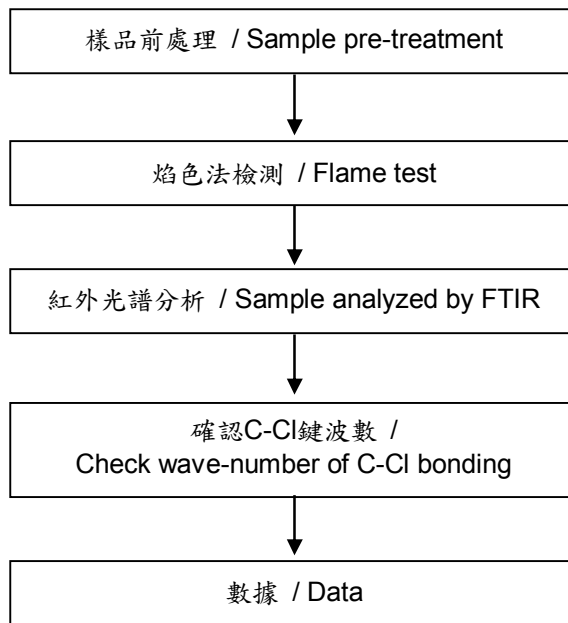 樣品前處理 / Sample pre-treatment
焰色法檢測 / Flame test
紅外光譜分析 / Sample analyzed by FTIR
確認C-Cl鍵波數 /
Check wave-number of C-Cl bonding
數據 / Data